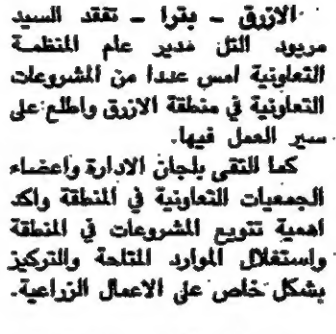 الازرق - بترا - تفقد السيد
مريود التل مدير عام المنظمة
التعاونية امس عددا من المشروعات
التعاونية في منطقة الازرق واطلع على
سير العمل فيها.
كما التقى بلجان الادارة واعضاء
الجمعيات التعاونية في المنطقة واكد
اهمية تنويع المشروعات في المنطقة
واستغلال الموارد المتاحة والتركيز
بشكل خاص على الاعمال الزراعية.